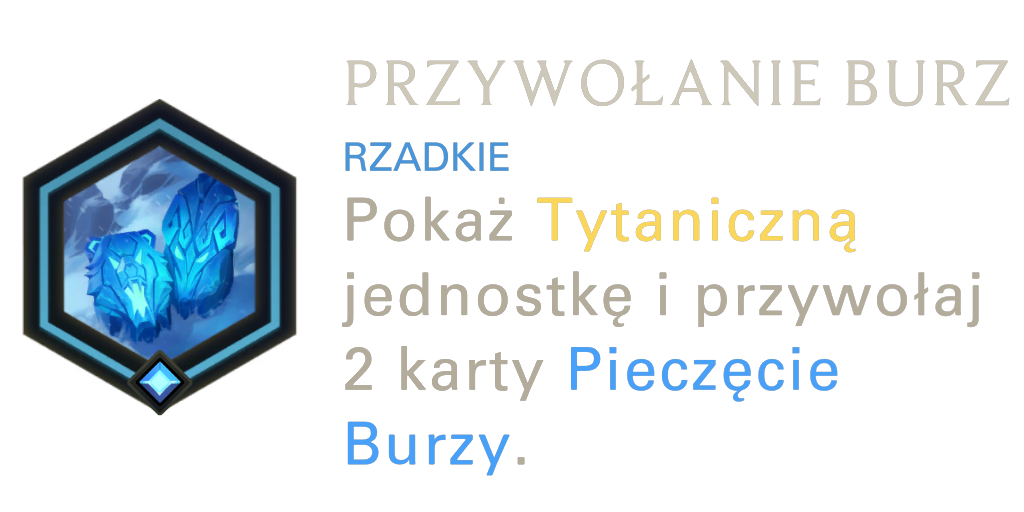 PRZYWOŁANIE BURZ
RZADKIE
Pokaż Tytaniczną
jednostkę i przywołaj
2 karty Pieczęcie
Burzy.